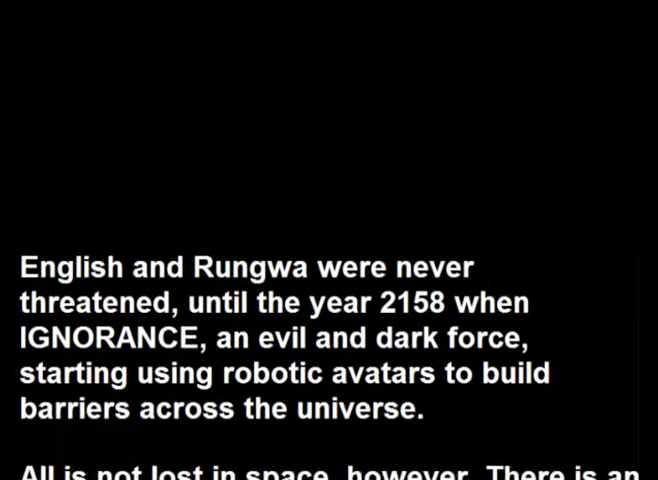 English and Rungwa were never
threatened, until the year 2158 when
IGNORANCE, an evil and dark force,
starting using robotic avatars to build
barriers across the universe.
All is not lost in space, however. There is an